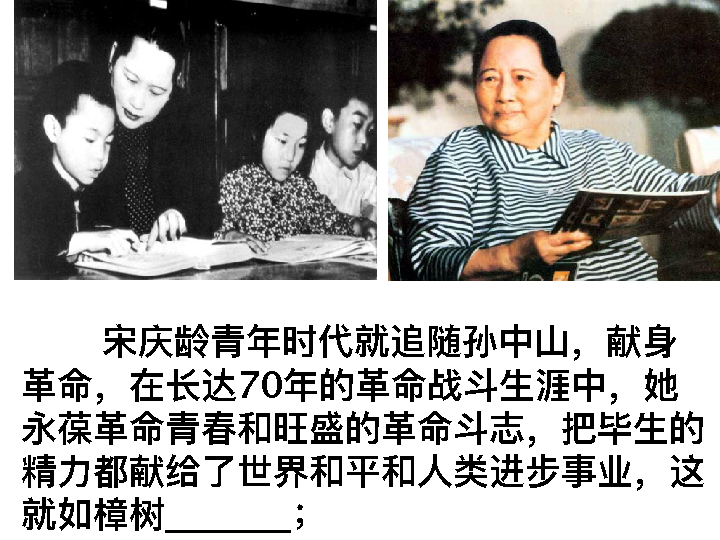 宋庆龄青年时代就追随孙中山，献身
革命，在长达70年的革命战斗生涯中，她
永葆革命青春和旺盛的革命斗志，把毕生的
精力都献给了世界和平和人类进步事业，这
就如樟树_______；